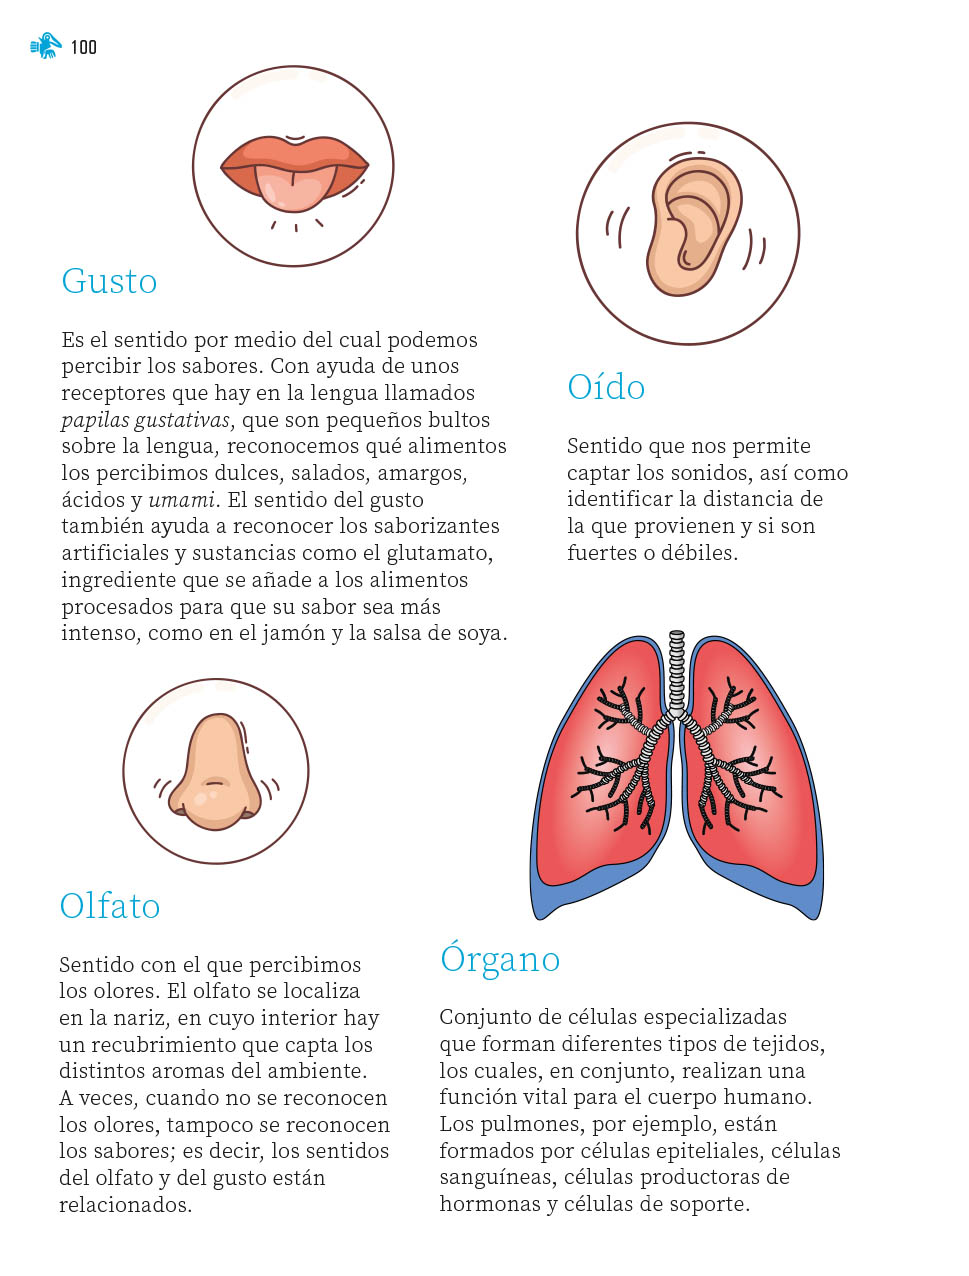 100
Gusto
Es el sentido por medio del cual podemos
percibir los sabores. Con ayuda de unos
receptores que hay en la lengua llamados
papilas gustativas, que son pequeños bultos
sobre la lengua, reconocemos qué alimentos
los percibimos dulces, salados, amargos,
ácidos y umami. El sentido del gusto
también ayuda a reconocer los saborizantes
artificiales y sustancias como el glutamato,
ingrediente que se añade a los alimentos
procesados para que su sabor sea más
intenso, como en el jamón y la salsa de soya.
Oído
Sentido que nos permite
captar los sonidos, así como
identificar la distancia de
la que provienen y si son
fuertes o débiles.
Olfato
Sentido con el que percibimos
los olores. El olfato se localiza
en la nariz, en cuyo interior hay
un recubrimiento que capta los
distintos aromas del ambiente.
A veces, cuando no se reconocen
los olores, tampoco se reconocen
los sabores; es decir, los sentidos
del olfato y del gusto están
relacionados.
Órgano
Conjunto de células especializadas
que forman diferentes tipos de tejidos,
los cuales, en conjunto, realizan una
función vital para el cuerpo humano.
Los pulmones, por ejemplo, están
formados por células epiteliales, células
sanguíneas, células productoras de
hormonas y células de soporte.